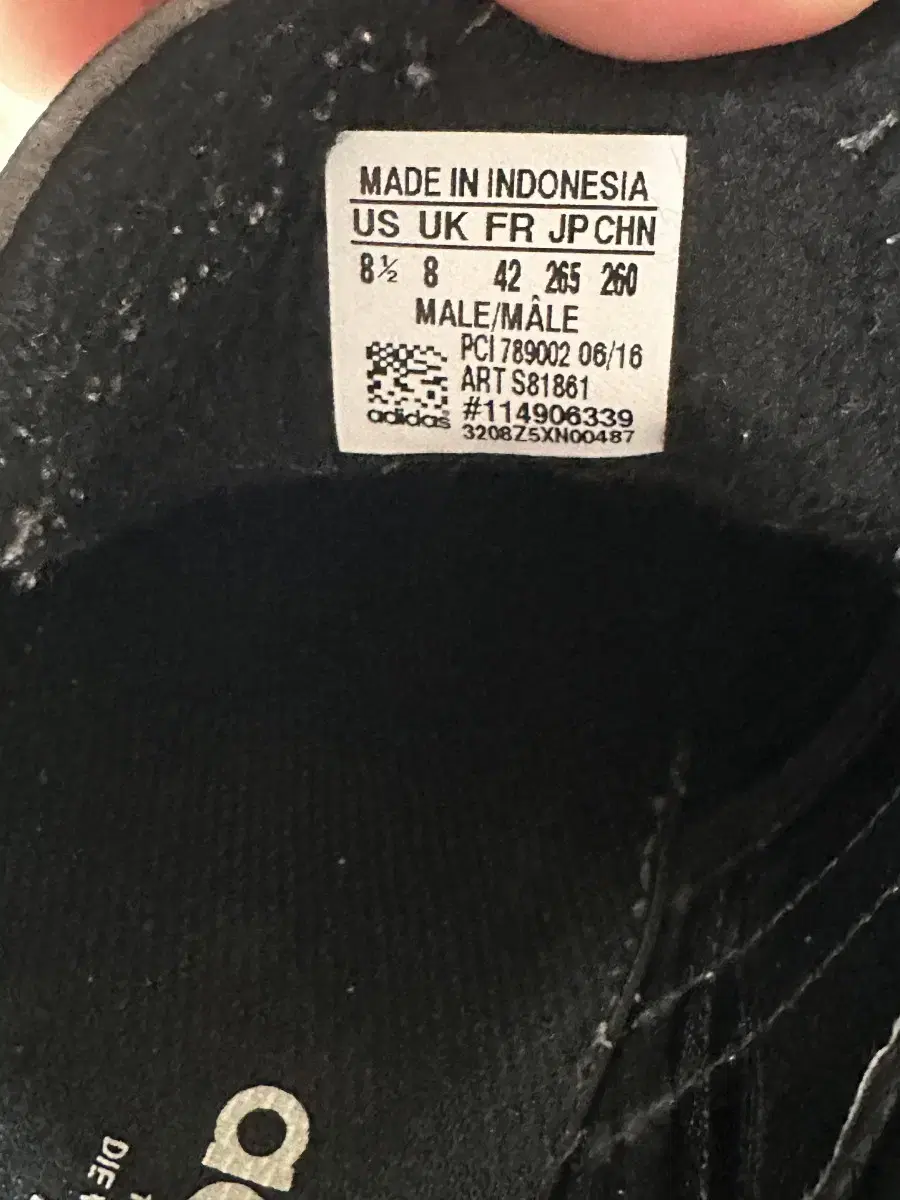 MADE IN INDONESIA
US UK FR JP CHN
8½ 8 42 265 260
MALE/MÂLE
PCI 789002 06/16
ART S81861
#114906339
3208Z5XN00487
adidas
DIE